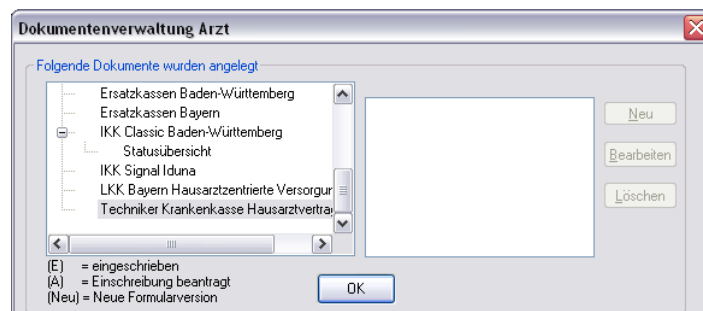 Dokumentenverwaltung Arzt
Folgende Dokumente wurden angelegt
Ersatzkassen Baden-Württemberg
Ersatzkassen Bayern
IKK Classic Baden-Württemberg
Statusübersicht
IKK Signal Iduna
LKK Bayern Hausarztzentrierte Versorgur
Techniker Krankenkasse Hausarztvertra
Neu
Bearbeiten
Löschen
(E) = eingeschrieben
(A) = Einschreibung beantragt
(Neu) = Neue Formularversion
OK